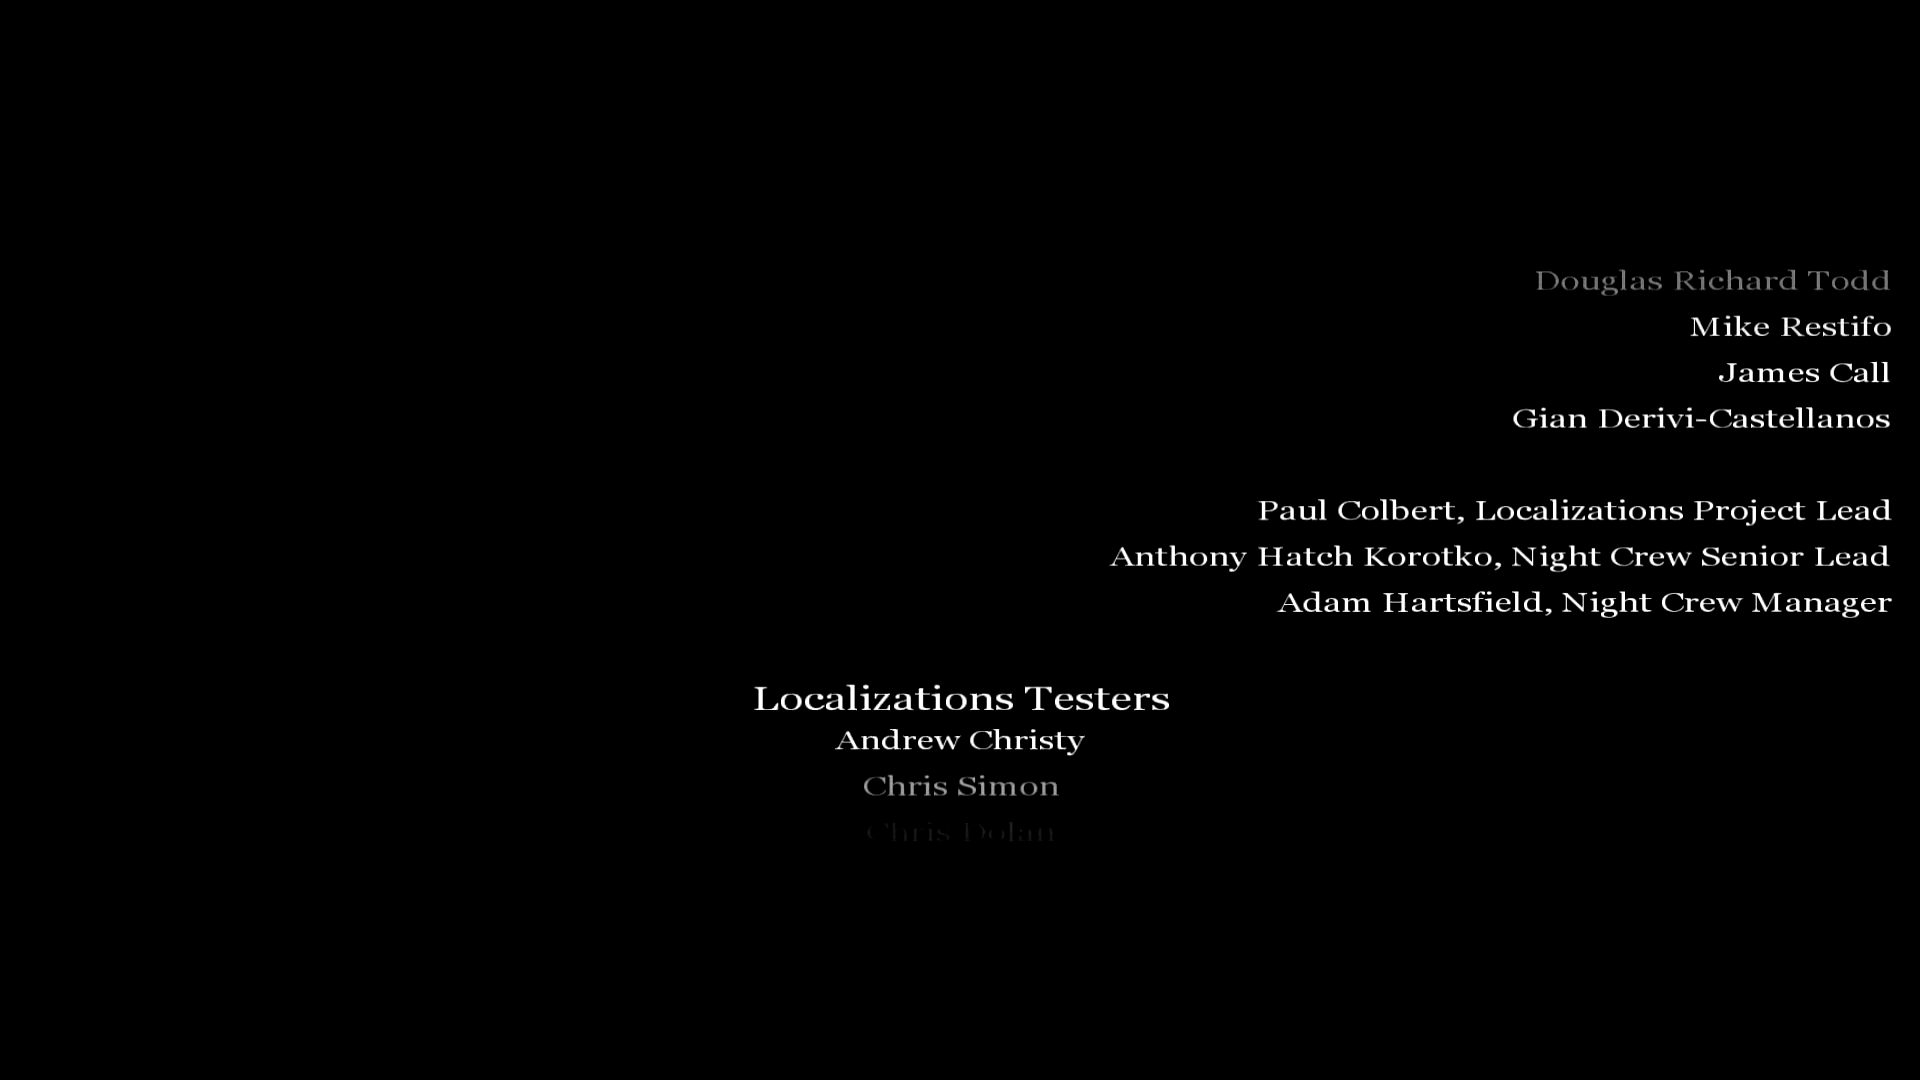 Douglas Richard Todd
Mike Restifo
James Call
Gian Derivi-Castellanos
Paul Colbert, Localizations Project Lead
Anthony Hatch Korotko, Night Crew Senior Lead
Adam Hartsfield, Night Crew Manager
Localizations Testers
Andrew Christy
Chris Simon
Chris Dolan